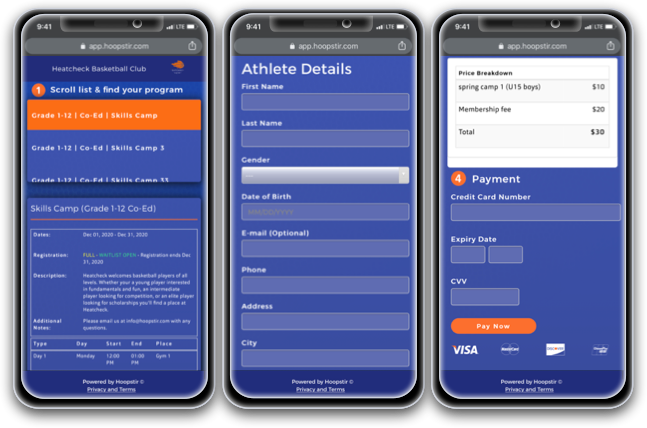 9:41
LTE
app.hoopstir.com
Heatcheck Basketball Club
1 Scroll list & find your program
Grade 1-12 | Co-Ed | Skills Camp
Grade 1-12 | Co-Ed | Skills Camp 3
Grade 1-12 | Co-Ed | Skills Camp 33
Skills Camp (Grade 1-12 Co-Ed)
Dates: Dec 01, 2020 - Dec 31, 2020
Registration: FULL - WAITLIST OPEN - Registration ends Dec
31, 2020
Description: Heatcheck welcomes basketball players of all
levels. Whether your a young player interested
in fundamentals and fun, an intermediate
player looking for competition, or an elite player
looking for scholarships you'll find a place at
Heatcheck.
Additional Notes: Please email us at info@hoopstir.com with any
questions.
Type Day Start End Place
Day 1 Monday 12:00 PM 01:00 PM Gym 1
Powered by Hoopstir ©
Privacy and Terms
9:41
LTE
app.hoopstir.com
Athlete Details
First Name
Last Name
Gender
Date of Birth
MM/DD/YYYY
E-mail (Optional)
Phone
Address
City
Powered by Hoopstir ©
Privacy and Terms
9:41
LTE
app.hoopstir.com
Price Breakdown
spring camp 1 (U15 boys) $10
Membership fee $20
Total $30
4 Payment
Credit Card Number
Expiry Date
CVV
Pay Now
VISA
MasterCard
DISCOVER
Powered by Hoopstir ©
Privacy and Terms